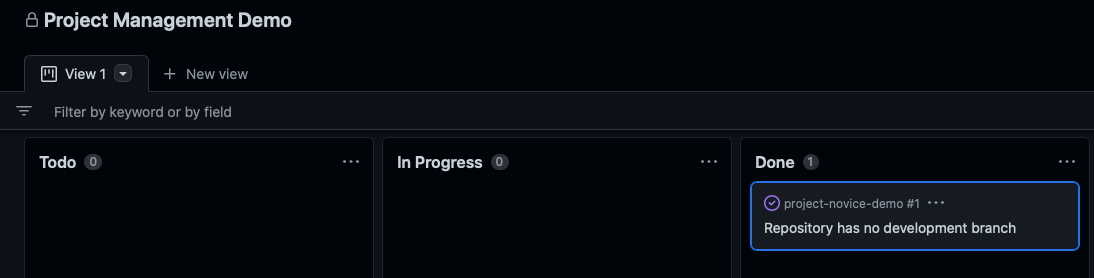 Project Management Demo
View 1
New view
Filter by keyword or by field
Todo 0
In Progress 0
Done 1
project-novice-demo #1
Repository has no development branch